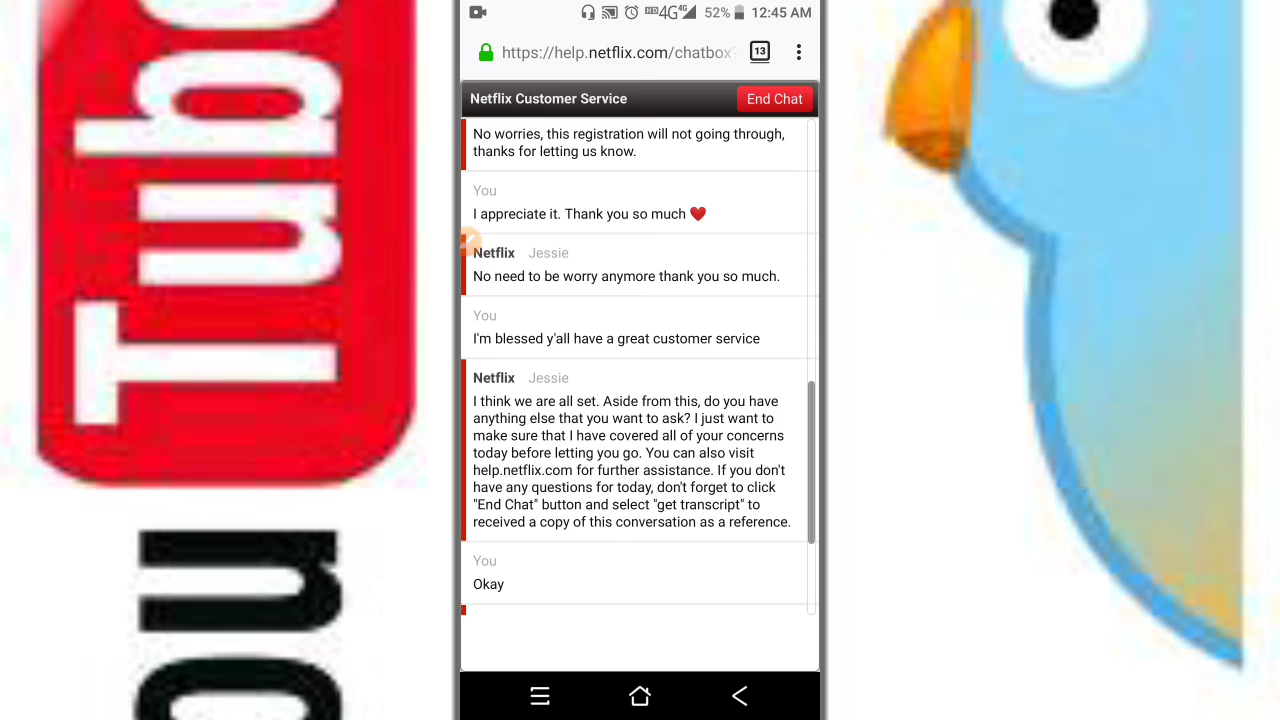 Tube
on
HD 4G 4G 52% 12:45 AM
https://help.netflix.com/chatbox?
13
Netflix Customer Service
End Chat
No worries, this registration will not going through,
thanks for letting us know.
You
I appreciate it. Thank you so much ❤️
Netflix Jessie
No need to be worry anymore thank you so much.
You
I'm blessed y'all have a great customer service
Netflix Jessie
I think we are all set. Aside from this, do you have
anything else that you want to ask? I just want to
make sure that I have covered all of your concerns
today before letting you go. You can also visit
help.netflix.com for further assistance. If you don't
have any questions for today, don't forget to click
"End Chat" button and select "get transcript" to
received a copy of this conversation as a reference.
You
Okay